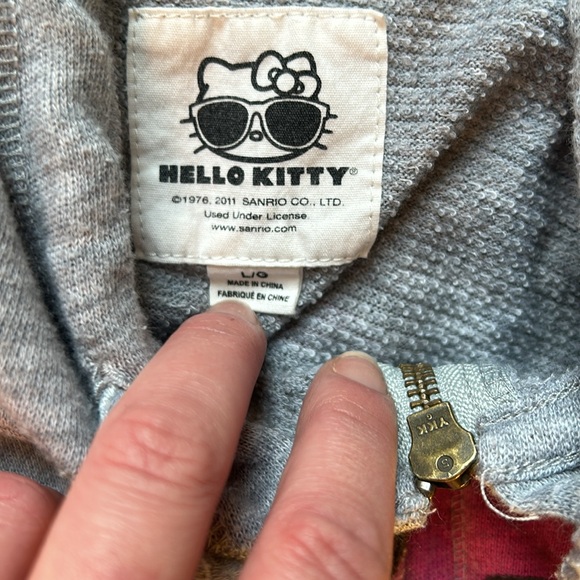 HELLO KITTY®
©1976, 2011 SANRIO CO., LTD.
Used Under License
www.sanrio.com
L/G
MADE IN CHINA
FABRIQUÉ EN CHINE
YKK